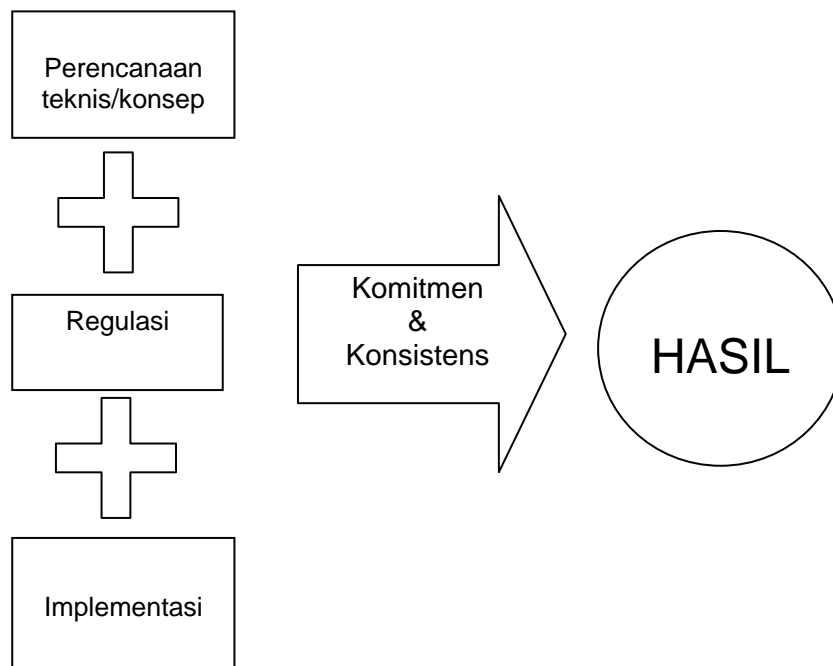 Perencanaan
teknis/konsep
Regulasi
Implementasi
Komitmen
&
Konsistens
HASIL